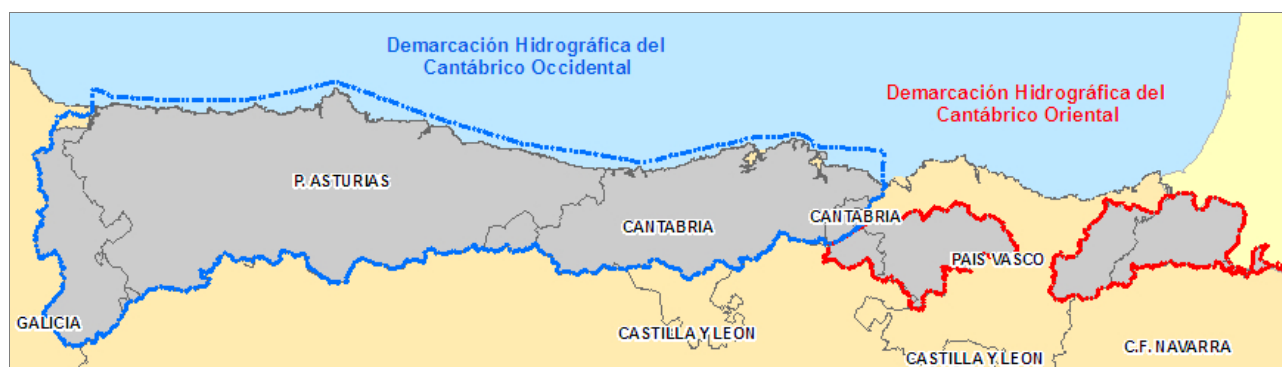 Demarcación Hidrográfica del
Cantábrico Occidental
Demarcación Hidrográfica del
Cantábrico Oriental
P. ASTURIAS
CANTABRIA
CANTABRIA
PAIS VASCO
GALICIA
CASTILLA Y LEON
CASTILLA Y LEON
C.F. NAVARRA